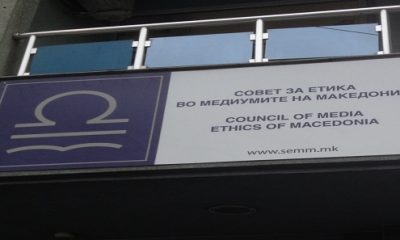 СОВЕТ ЗА ЕТИКА
ВО МЕДИУМИТЕ НА МАКЕДОНИ
COUNCIL OF MEDIA
ETHICS OF MACEDONIA
www.semm.mk